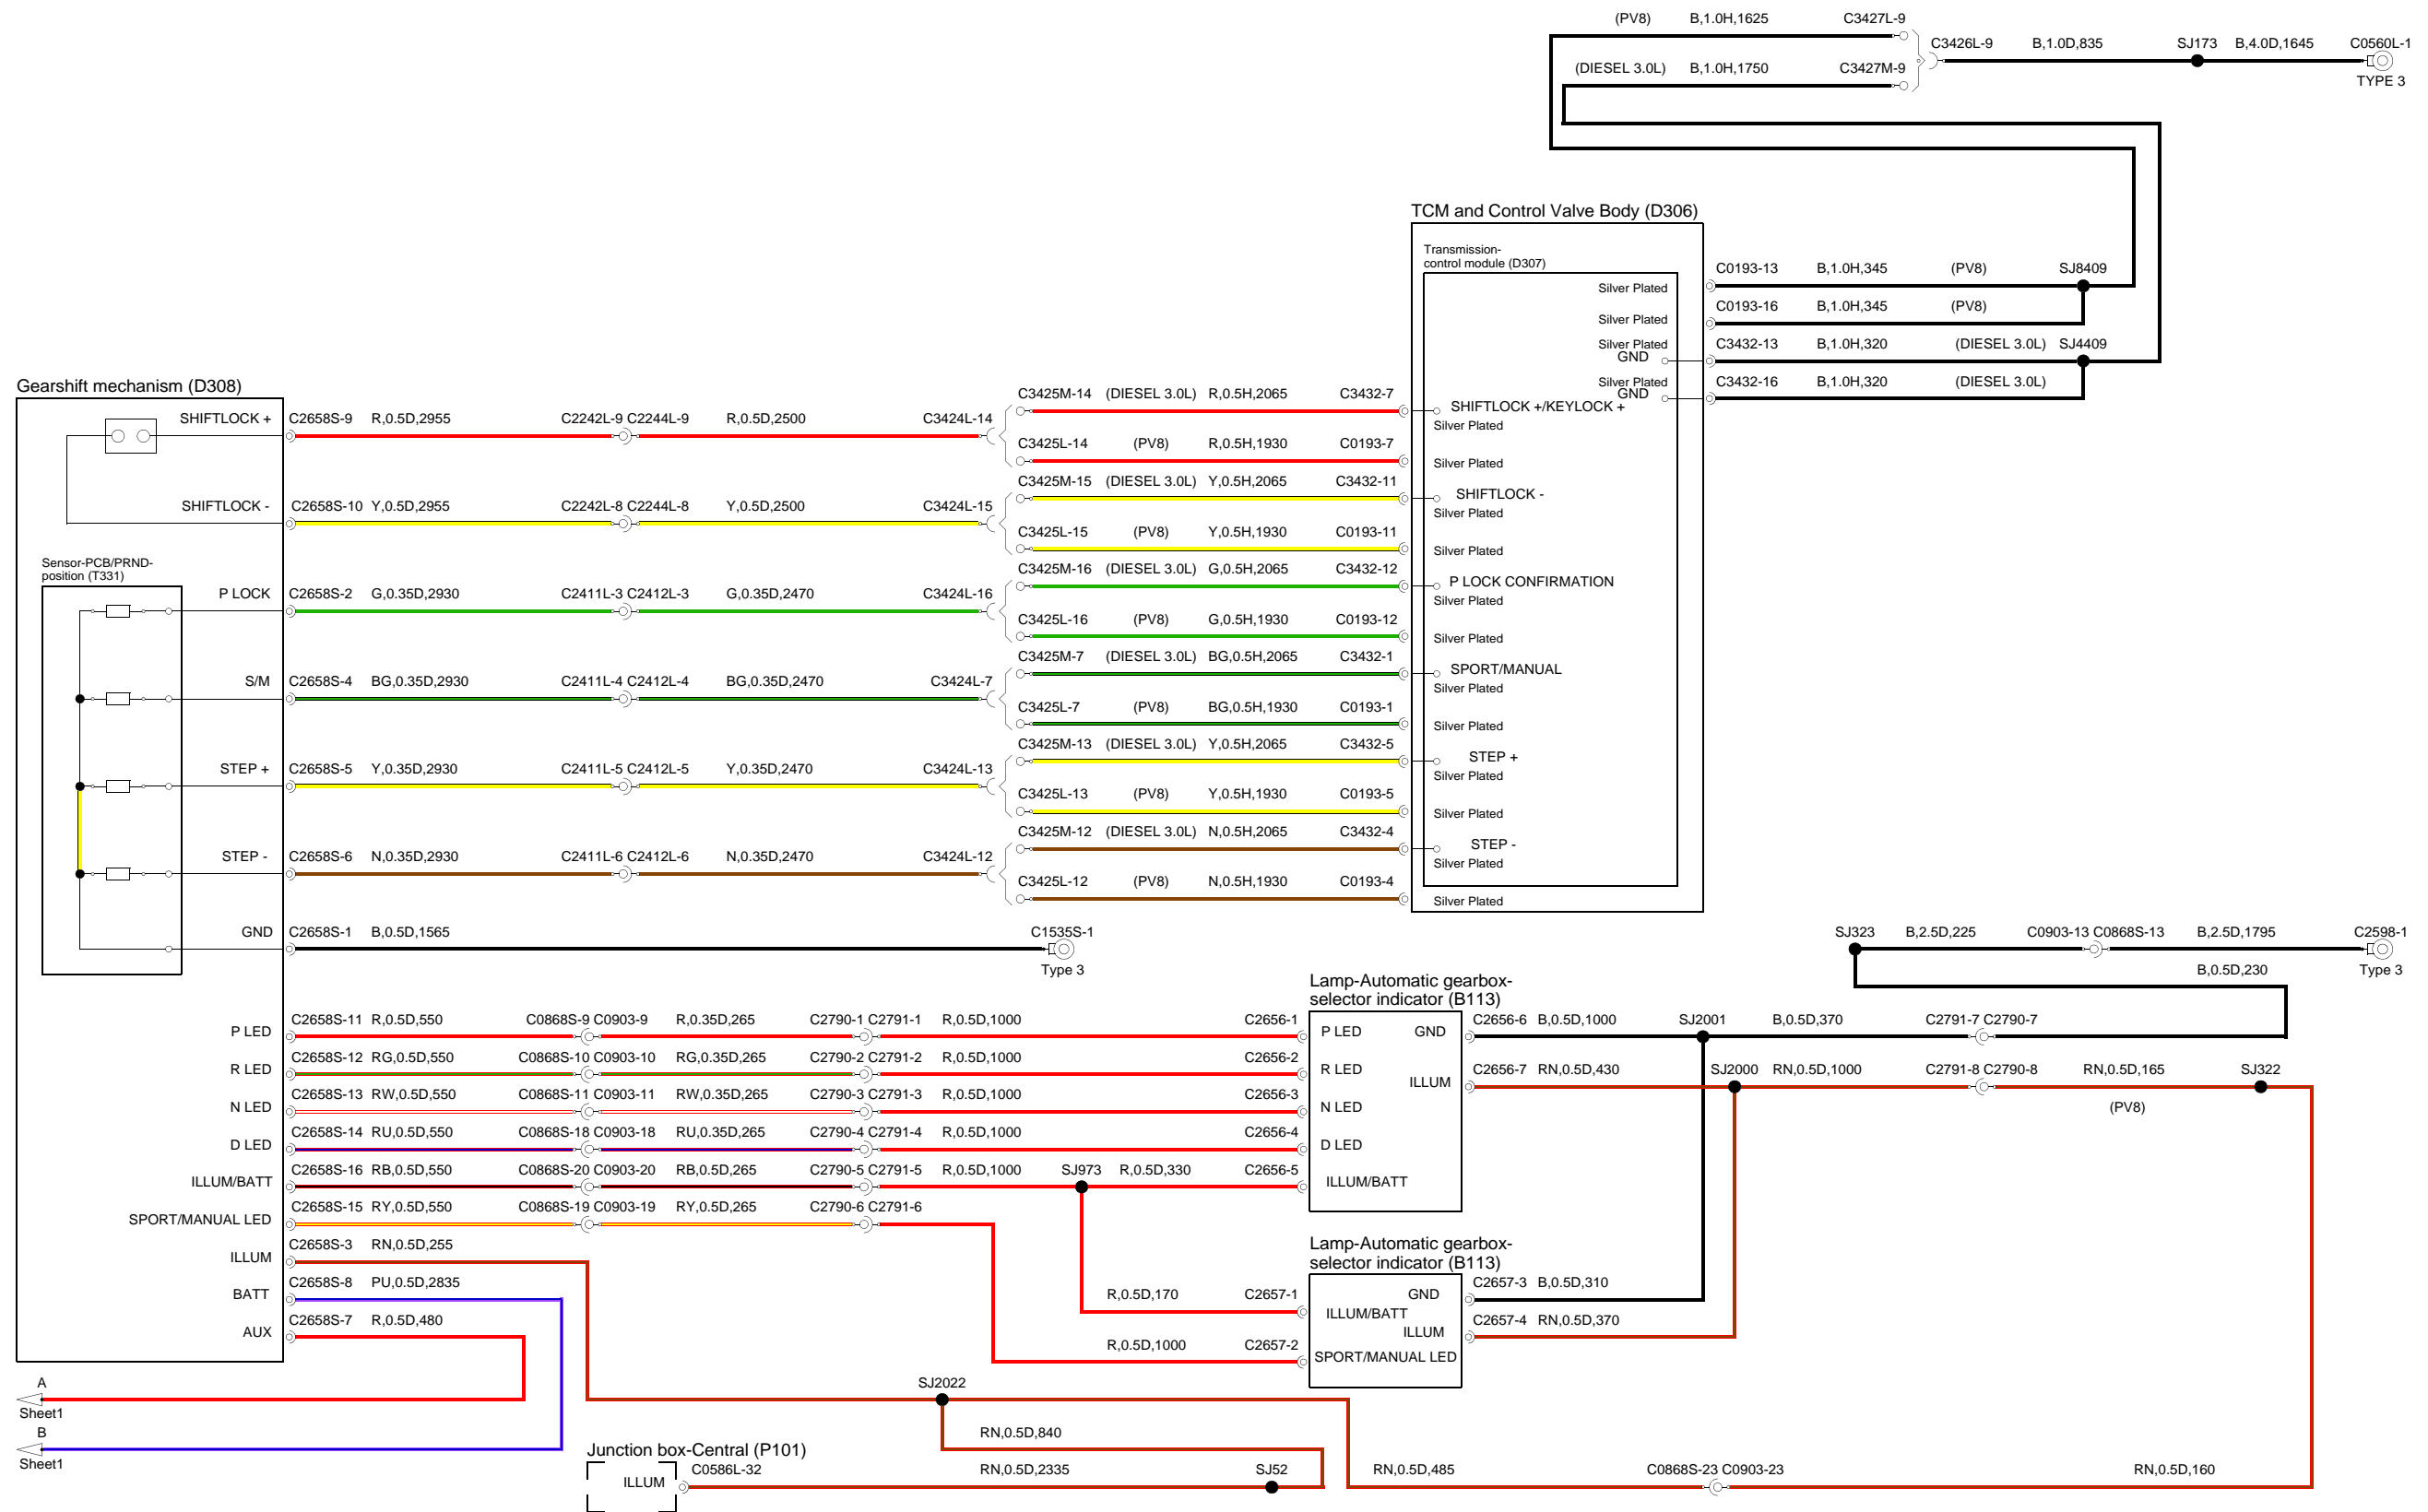 (PV8) B,1.0H,1625 C3427L-9
C3426L-9 B,1.0D,835 SJ173 B,4.0D,1645 C0560L-1
(DIESEL 3.0L) B,1.0H,1750 C3427M-9
TYPE 3
TCM and Control Valve Body (D306)
Transmission-
control module (D307)
C0193-13 B,1.0H,345 (PV8) SJ8409
Silver Plated
C0193-16 B,1.0H,345 (PV8)
Silver Plated
C3432-13 B,1.0H,320 (DIESEL 3.0L) SJ4409
Silver Plated
GND
C3432-16 B,1.0H,320 (DIESEL 3.0L)
Silver Plated
GND
Gearshift mechanism (D308)
C3425M-14 (DIESEL 3.0L) R,0.5H,2065 C3432-7
SHIFTLOCK +/KEYLOCK +
Silver Plated
SHIFTLOCK + C2658S-9 R,0.5D,2955 C2242L-9 C2244L-9 R,0.5D,2500 C3424L-14
C3425L-14 (PV8) R,0.5H,1930 C0193-7
Silver Plated
C3425M-15 (DIESEL 3.0L) Y,0.5H,2065 C3432-11
SHIFTLOCK -
Silver Plated
SHIFTLOCK - C2658S-10 Y,0.5D,2955 C2242L-8 C2244L-8 Y,0.5D,2500 C3424L-15
C3425L-15 (PV8) Y,0.5H,1930 C0193-11
Silver Plated
Sensor-PCB/PRND-
position (T331)
C3425M-16 (DIESEL 3.0L) G,0.5H,2065 C3432-12
P LOCK CONFIRMATION
Silver Plated
P LOCK C2658S-2 G,0.35D,2930 C2411L-3 C2412L-3 G,0.35D,2470 C3424L-16
C3425L-16 (PV8) G,0.5H,1930 C0193-12
Silver Plated
C3425M-7 (DIESEL 3.0L) BG,0.5H,2065 C3432-1
SPORT/MANUAL
Silver Plated
S/M C2658S-4 BG,0.35D,2930 C2411L-4 C2412L-4 BG,0.35D,2470 C3424L-7
C3425L-7 (PV8) BG,0.5H,1930 C0193-1
Silver Plated
C3425M-13 (DIESEL 3.0L) Y,0.5H,2065 C3432-5
STEP +
Silver Plated
STEP + C2658S-5 Y,0.35D,2930 C2411L-5 C2412L-5 Y,0.35D,2470 C3424L-13
C3425L-13 (PV8) Y,0.5H,1930 C0193-5
Silver Plated
C3425M-12 (DIESEL 3.0L) N,0.5H,2065 C3432-4
STEP -
Silver Plated
STEP - C2658S-6 N,0.35D,2930 C2411L-6 C2412L-6 N,0.35D,2470 C3424L-12
C3425L-12 (PV8) N,0.5H,1930 C0193-4
Silver Plated
GND C2658S-1 B,0.5D,1565 C1535S-1
Type 3
SJ323 B,2.5D,225 C0903-13 C0868S-13 B,2.5D,1795 C2598-1
B,0.5D,230 Type 3
Lamp-Automatic gearbox-
selector indicator (B113)
P LED C2658S-11 R,0.5D,550 C0868S-9 C0903-9 R,0.35D,265 C2790-1 C2791-1 R,0.5D,1000 C2656-1 P LED
GND C2656-6 B,0.5D,1000 SJ2001 B,0.5D,370 C2791-7 C2790-7
R LED C2658S-12 RG,0.5D,550 C0868S-10 C0903-10 RG,0.35D,265 C2790-2 C2791-2 R,0.5D,1000 C2656-2 R LED
ILLUM C2656-7 RN,0.5D,430 SJ2000 RN,0.5D,1000 C2791-8 C2790-8 RN,0.5D,165 SJ322
(PV8)
N LED C2658S-13 RW,0.5D,550 C0868S-11 C0903-11 RW,0.35D,265 C2790-3 C2791-3 R,0.5D,1000 C2656-3 N LED
D LED C2658S-14 RU,0.5D,550 C0868S-18 C0903-18 RU,0.35D,265 C2790-4 C2791-4 R,0.5D,1000 C2656-4 D LED
ILLUM/BATT C2658S-16 RB,0.5D,550 C0868S-20 C0903-20 RB,0.5D,265 C2790-5 C2791-5 R,0.5D,1000 SJ973 R,0.5D,330 C2656-5 ILLUM/BATT
SPORT/MANUAL LED C2658S-15 RY,0.5D,550 C0868S-19 C0903-19 RY,0.5D,265 C2790-6 C2791-6
ILLUM C2658S-3 RN,0.5D,255
Lamp-Automatic gearbox-
selector indicator (B113)
BATT C2658S-8 PU,0.5D,2835
R,0.5D,170 C2657-1 ILLUM/BATT
GND C2657-3 B,0.5D,310
AUX C2658S-7 R,0.5D,480
ILLUM C2657-4 RN,0.5D,370
R,0.5D,1000 C2657-2 SPORT/MANUAL LED
A
Sheet1
SJ2022
B
Sheet1
RN,0.5D,840
Junction box-Central (P101)
ILLUM C0586L-32 RN,0.5D,2335 SJ52 RN,0.5D,485 C0868S-23 C0903-23 RN,0.5D,160